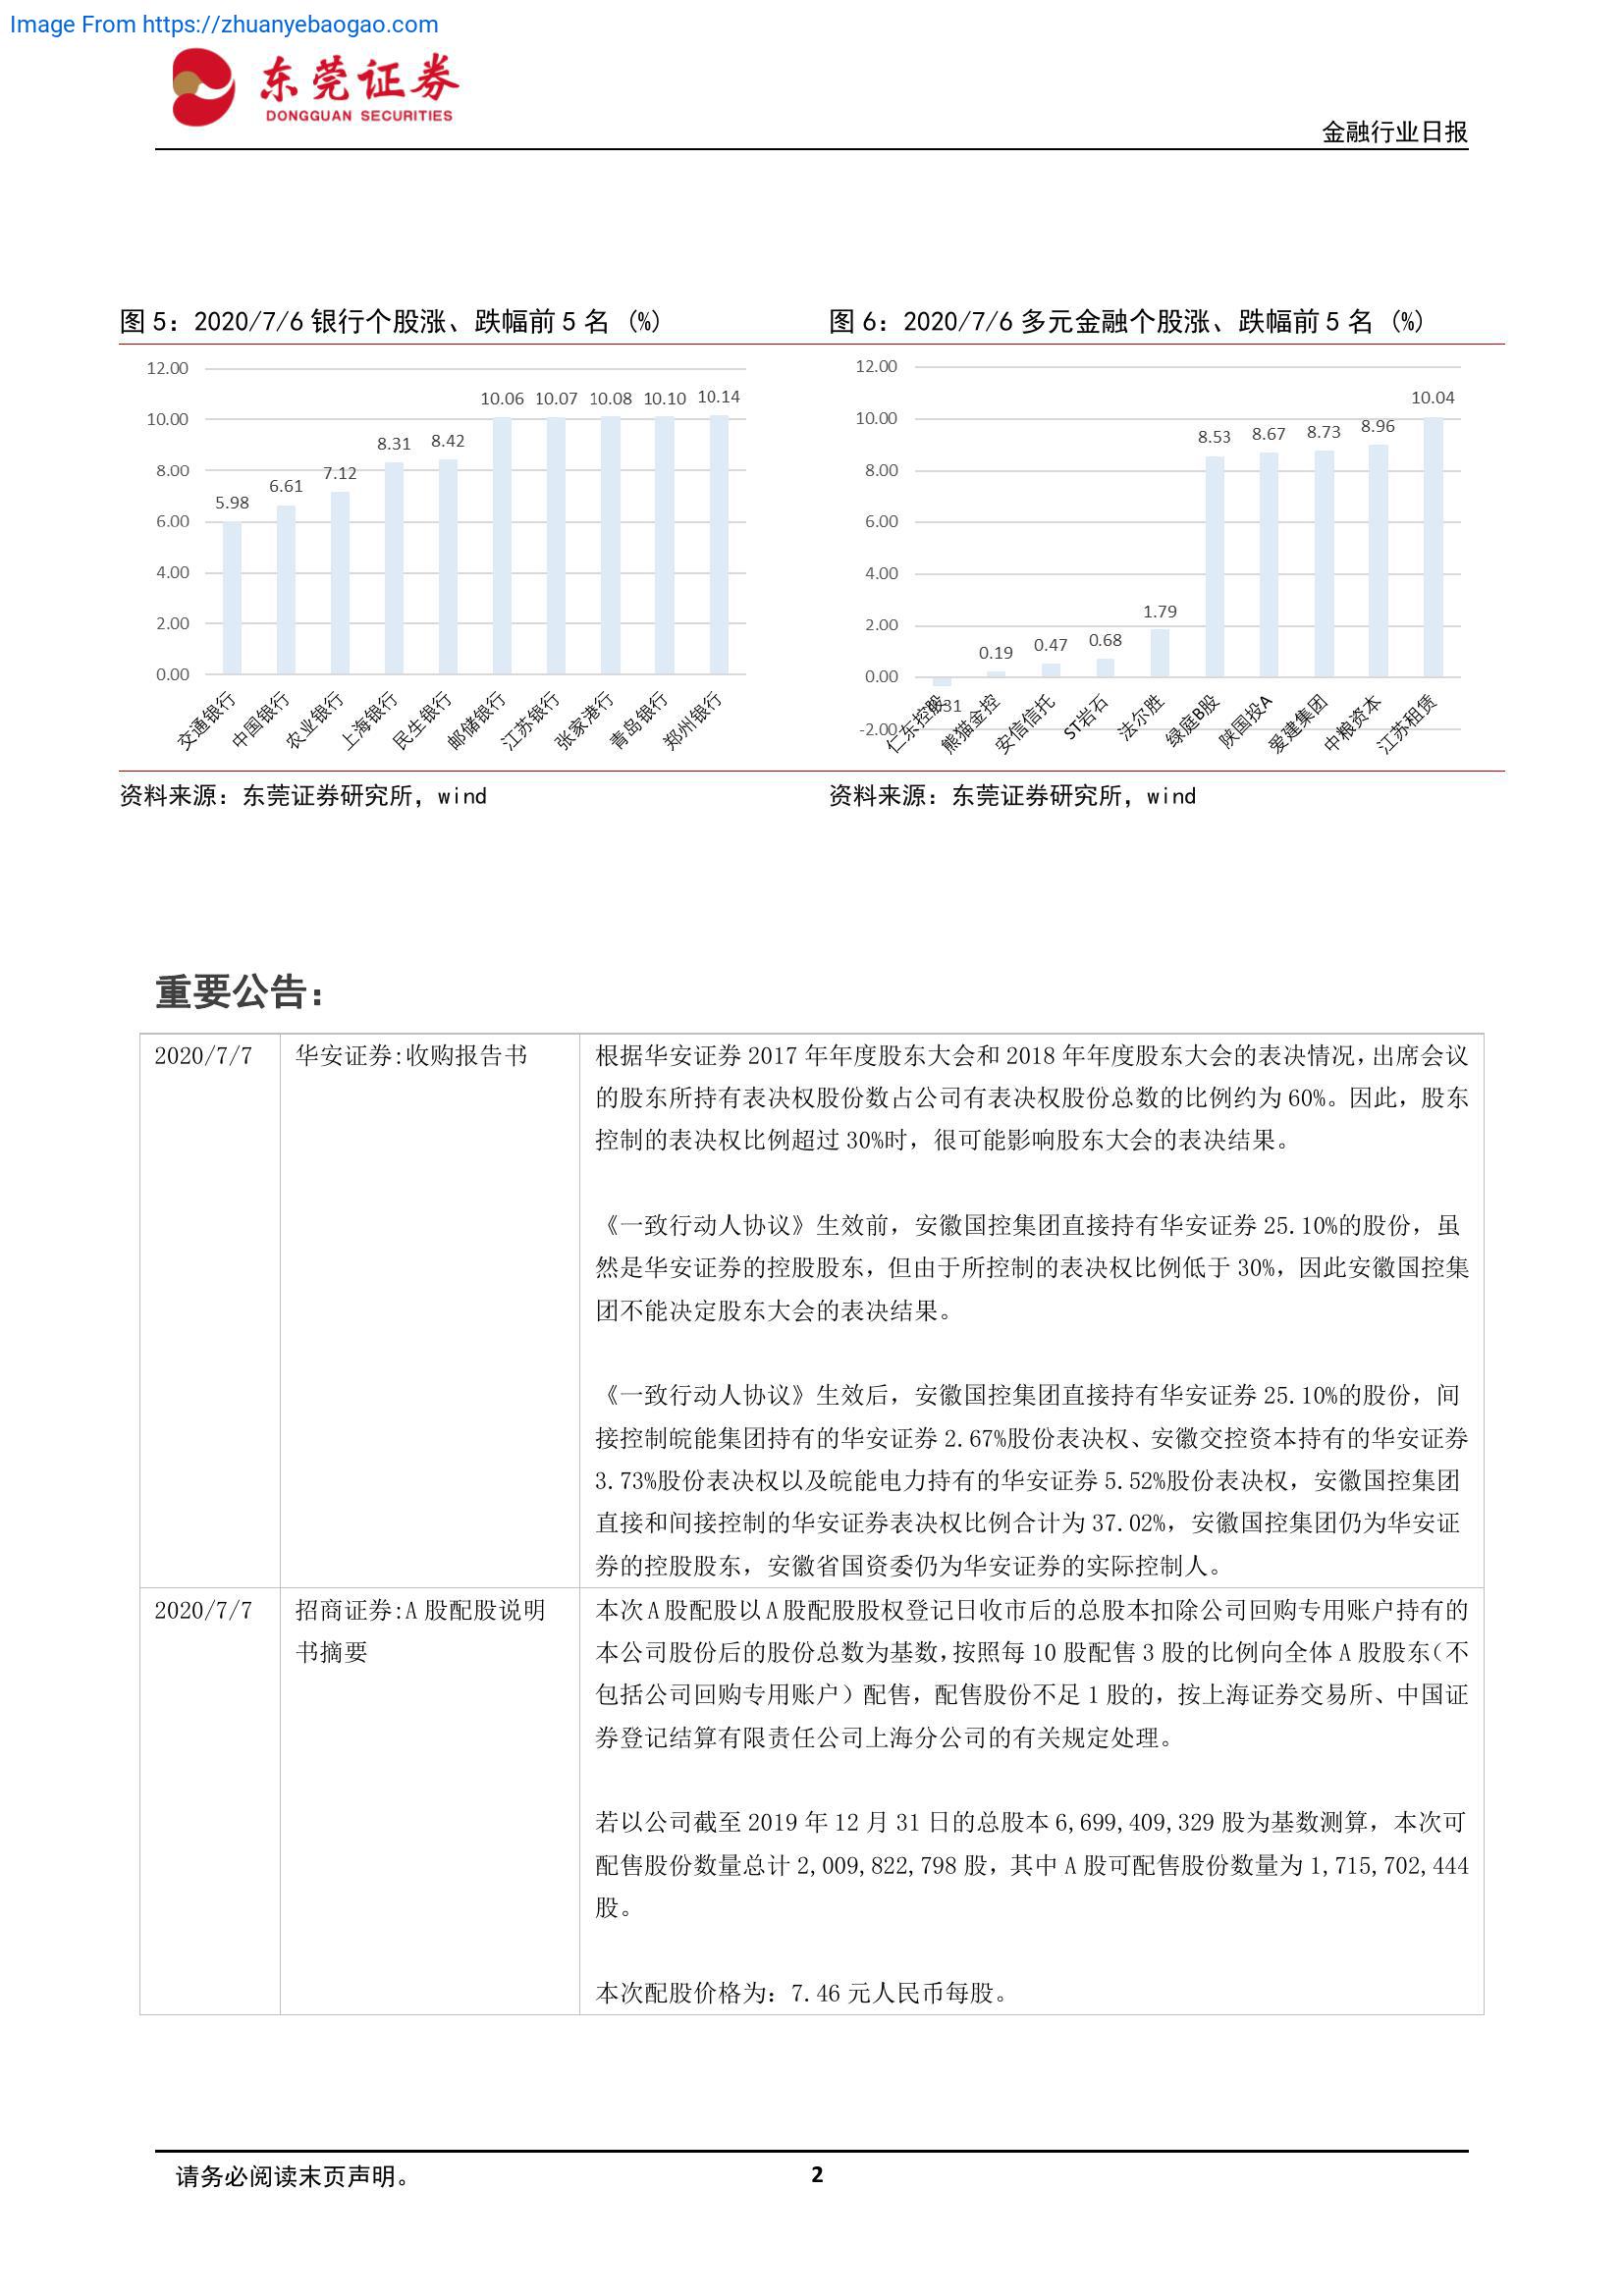 Image From https://zhuanyebaogao.com
东莞证券
DONGGUAN SECURITIES
金融行业日报
图 5：2020/7/6 银行个股涨、跌幅前 5 名 (%)
12.00
10.00
8.00
6.00
4.00
2.00
0.00
5.98
6.61
7.12
8.31
8.42
10.06
10.07
10.08
10.10
10.14
交通银行
中国银行
农业银行
上海银行
民生银行
邮储银行
江苏银行
张家港行
青岛银行
郑州银行
资料来源：东莞证券研究所，wind
图 6：2020/7/6 多元金融个股涨、跌幅前 5 名 (%)
12.00
10.00
8.00
6.00
4.00
2.00
0.00
-2.00
0.19
0.47
0.68
1.79
8.53
8.67
8.73
8.96
10.04
仁东控股
熊猫金控
安信信托
ST岩石
法尔胜
绿庭B股
陕国投A
爱建集团
中粮资本
江苏租赁
资料来源：东莞证券研究所，wind
重要公告：
2020/7/7
华安证券:收购报告书
根据华安证券 2017 年年度股东大会和 2018 年年度股东大会的表决情况，出席会议
的股东所持有表决权股份数占公司有表决权股份总数的比例约为 60%。因此，股东
控制的表决权比例超过 30%时，很可能影响股东大会的表决结果。
《一致行动人协议》生效前，安徽国控集团直接持有华安证券 25.10%的股份，虽
然是华安证券的控股股东，但由于所控制的表决权比例低于 30%，因此安徽国控集
团不能决定股东大会的表决结果。
《一致行动人协议》生效后，安徽国控集团直接持有华安证券 25.10%的股份，间
接控制皖能集团持有的华安证券 2.67%股份表决权、安徽交控资本持有的华安证券
3.73%股份表决权以及皖能电力持有的华安证券 5.52%股份表决权，安徽国控集团
直接和间接控制的华安证券表决权比例合计为 37.02%，安徽国控集团仍为华安证
券的控股股东，安徽省国资委仍为华安证券的实际控制人。
2020/7/7
招商证券:A 股配股说明
书摘要
本次 A 股配股以 A 股配股股权登记日收市后的总股本扣除公司回购专用账户持有的
本公司股份后的股份总数为基数，按照每 10 股配售 3 股的比例向全体 A 股股东（不
包括公司回购专用账户）配售，配售股份不足 1 股的，按上海证券交易所、中国证
券登记结算有限责任公司上海分公司的有关规定处理。
若以公司截至 2019 年 12 月 31 日的总股本 6,699,409,329 股为基数测算，本次可
配售股份数量总计 2,009,822,798 股，其中 A 股可配售股份数量为 1,715,702,444
股。
本次配股价格为：7.46 元人民币每股。
请务必阅读末页声明。
2